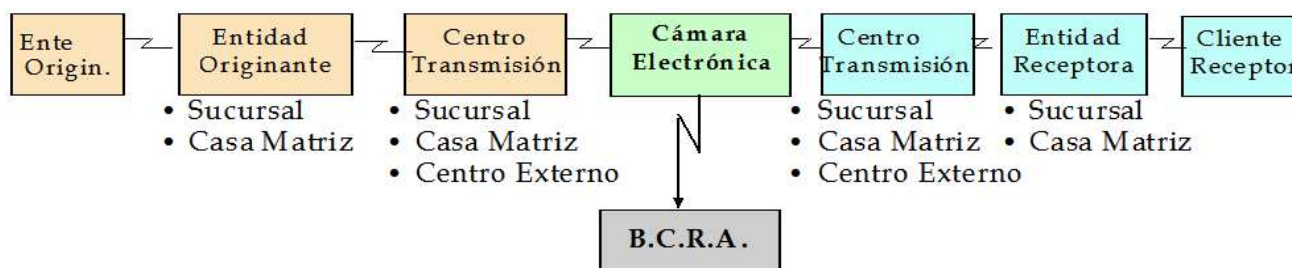 Ente
Origin.
Entidad
Originante
Centro
Transmisión
Cámara
Electrónica
Centro
Transmisión
Entidad
Receptora
Cliente
Receptor
• Sucursal
• Casa Matriz
• Sucursal
• Casa Matriz
• Centro Externo
• Sucursal
• Casa Matriz
• Centro Externo
• Sucursal
• Casa Matriz
B.C.R.A.